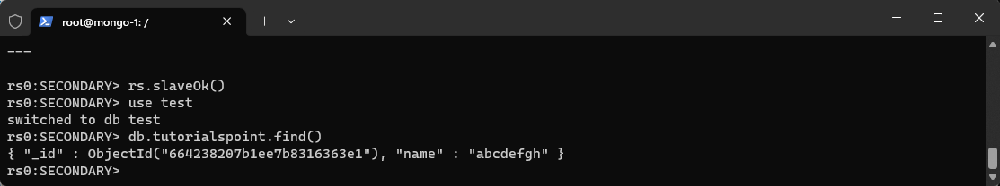 root@mongo-1: /
---
rs0:SECONDARY> rs.slaveOk()
rs0:SECONDARY> use test
switched to db test
rs0:SECONDARY> db.tutorialspoint.find()
{ "_id" : ObjectId("664238207b1ee7b8316363e1"), "name" : "abcdefgh" }
rs0:SECONDARY>